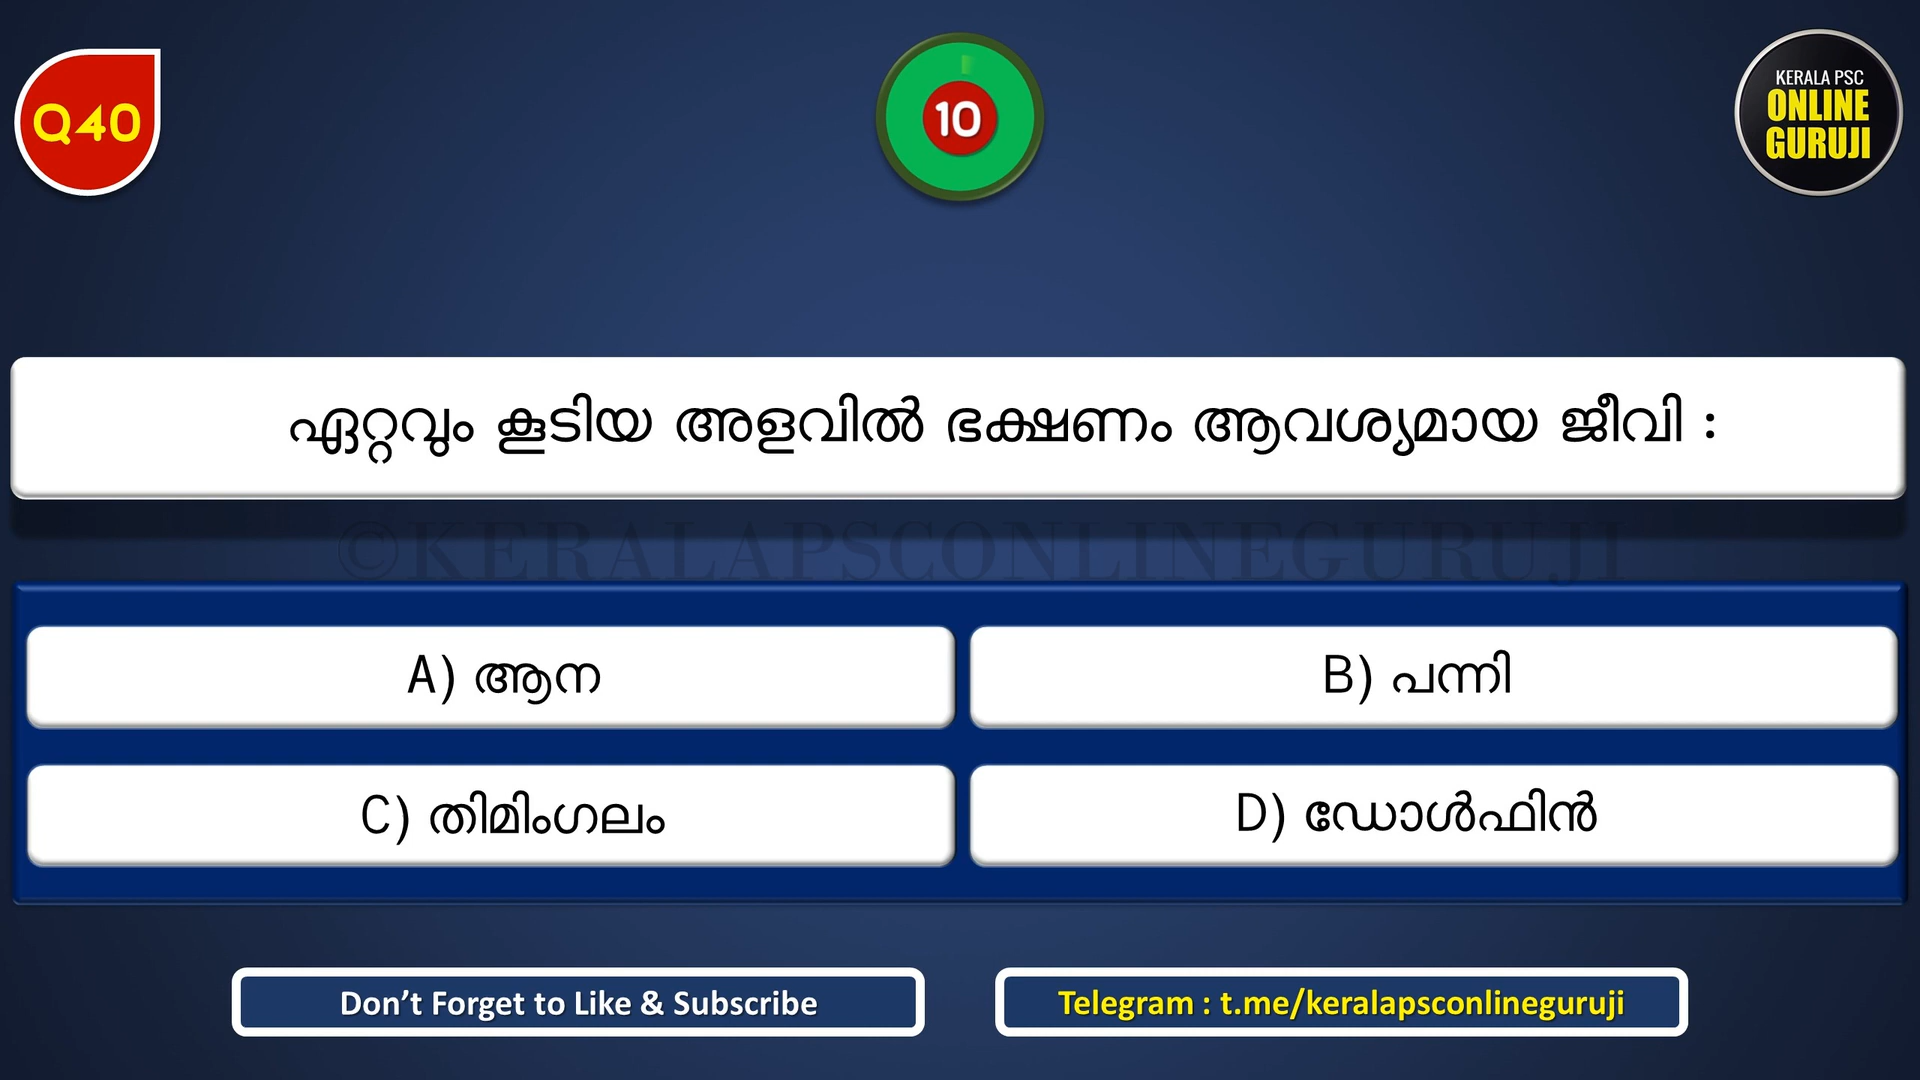 Q40
10
KERALA PSC
ONLINE
GURUJI
ഏറ്റവും കൂടിയ അളവിൽ ഭക്ഷണം ആവശ്യമായ ജീവി :
©KERALAPSCONLINEGURUJI
A) ആന
B) പന്നി
C) തിമിംഗലം
D) ഡോൾഫിൻ
Don’t Forget to Like & Subscribe
Telegram : t.me/keralapsconlineguruji